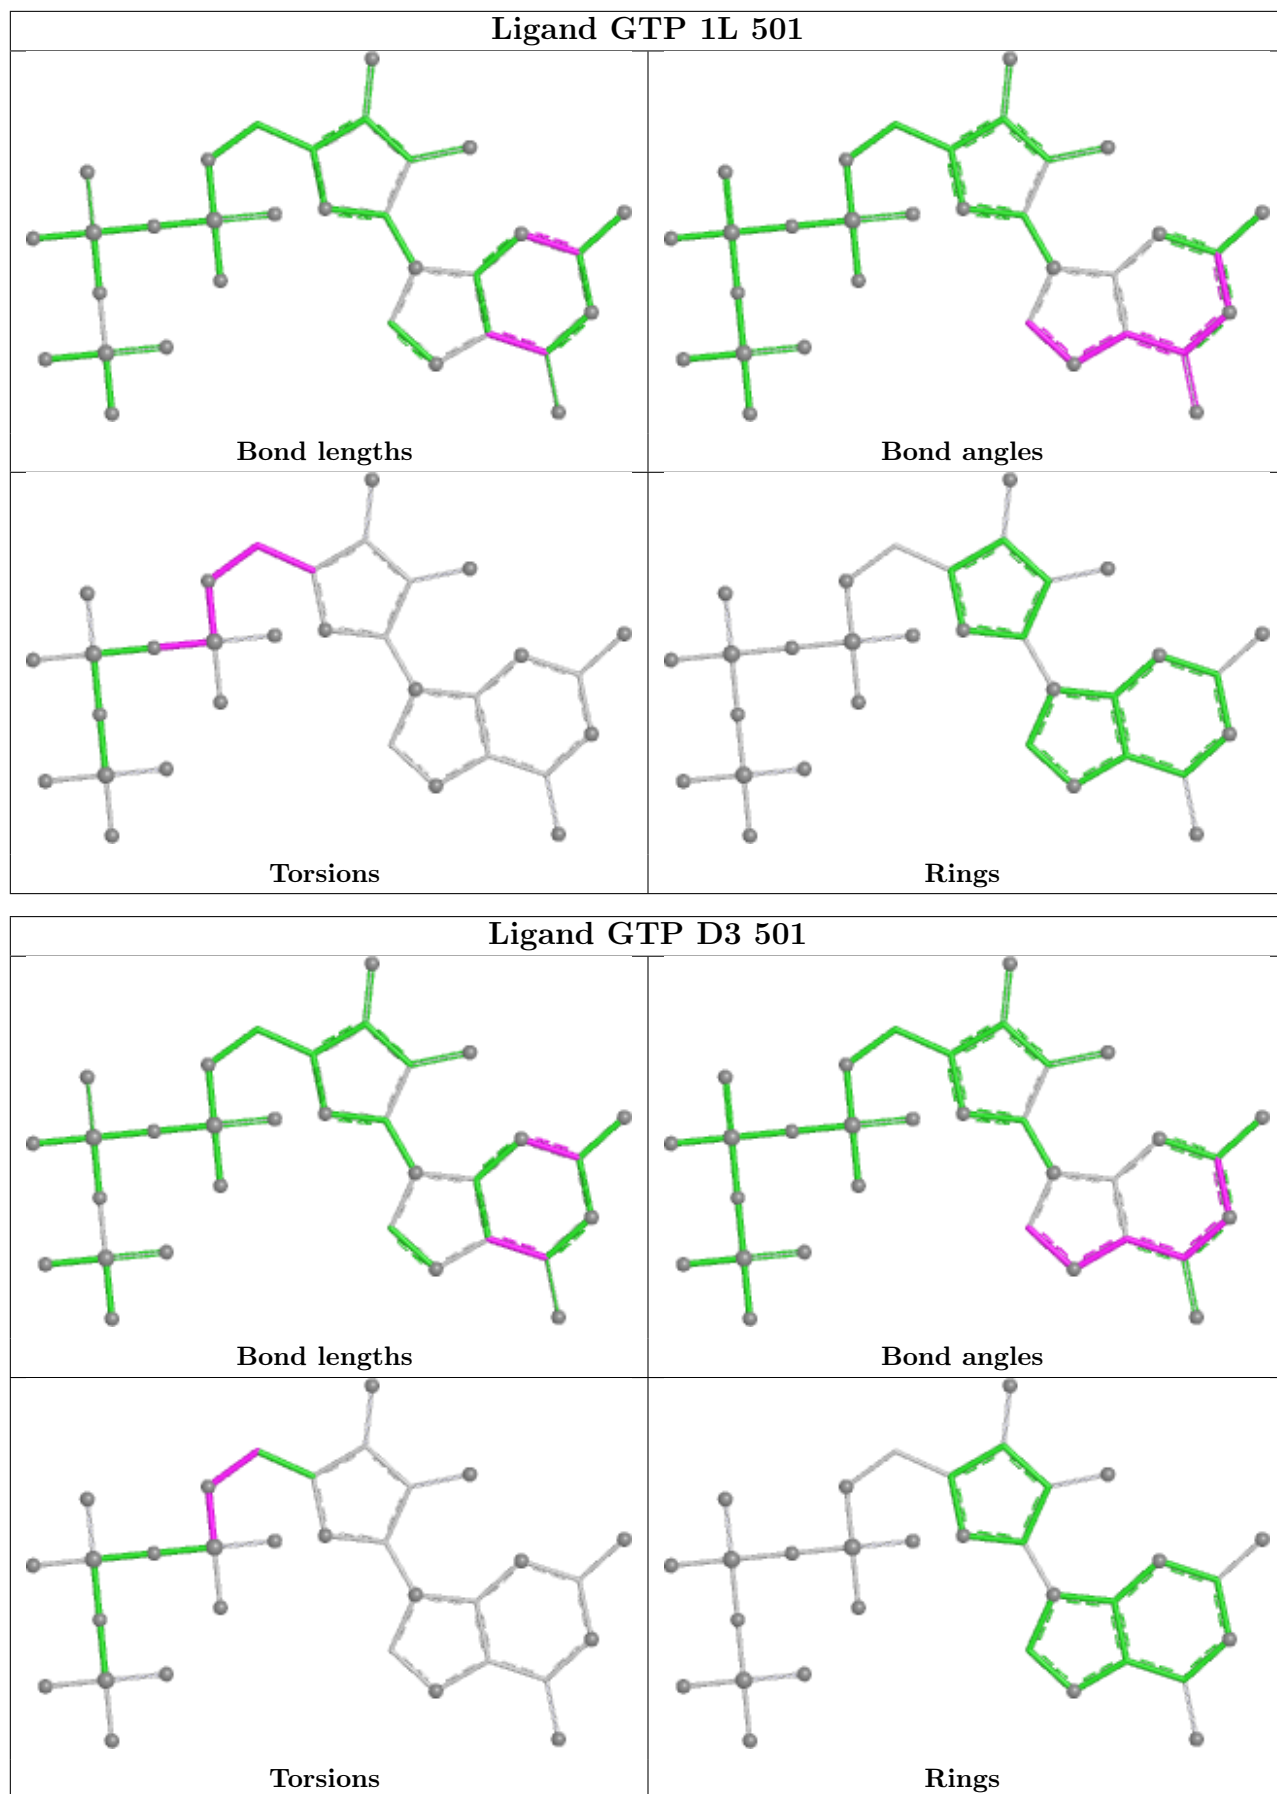 Ligand GTP 1L 501
Bond lengths
Bond angles
Torsions
Rings
Ligand GTP D3 501
Bond lengths
Bond angles
Torsions
Rings